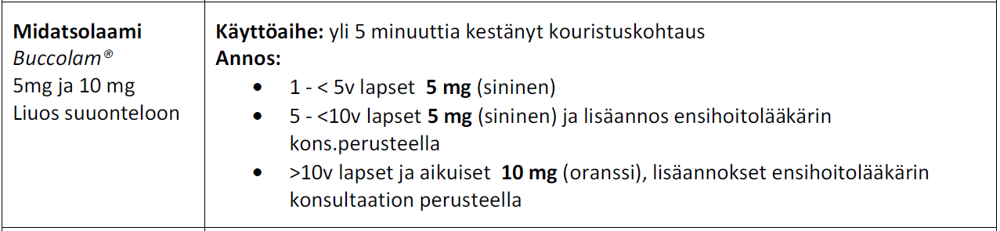 Midatsolaami
Buccolam®
5mg ja 10 mg
Liuos suuonteloon
Käyttöaihe: yli 5 minuuttia kestänyt kouristuskohtaus
Annos:
• 1 - < 5v lapset 5 mg (sininen)
• 5 - <10v lapset 5 mg (sininen) ja lisäannos ensihoitolääkärin
kons.perusteella
• >10v lapset ja aikuiset 10 mg (oranssi), lisäannokset ensihoitolääkärin
konsultaation perusteella